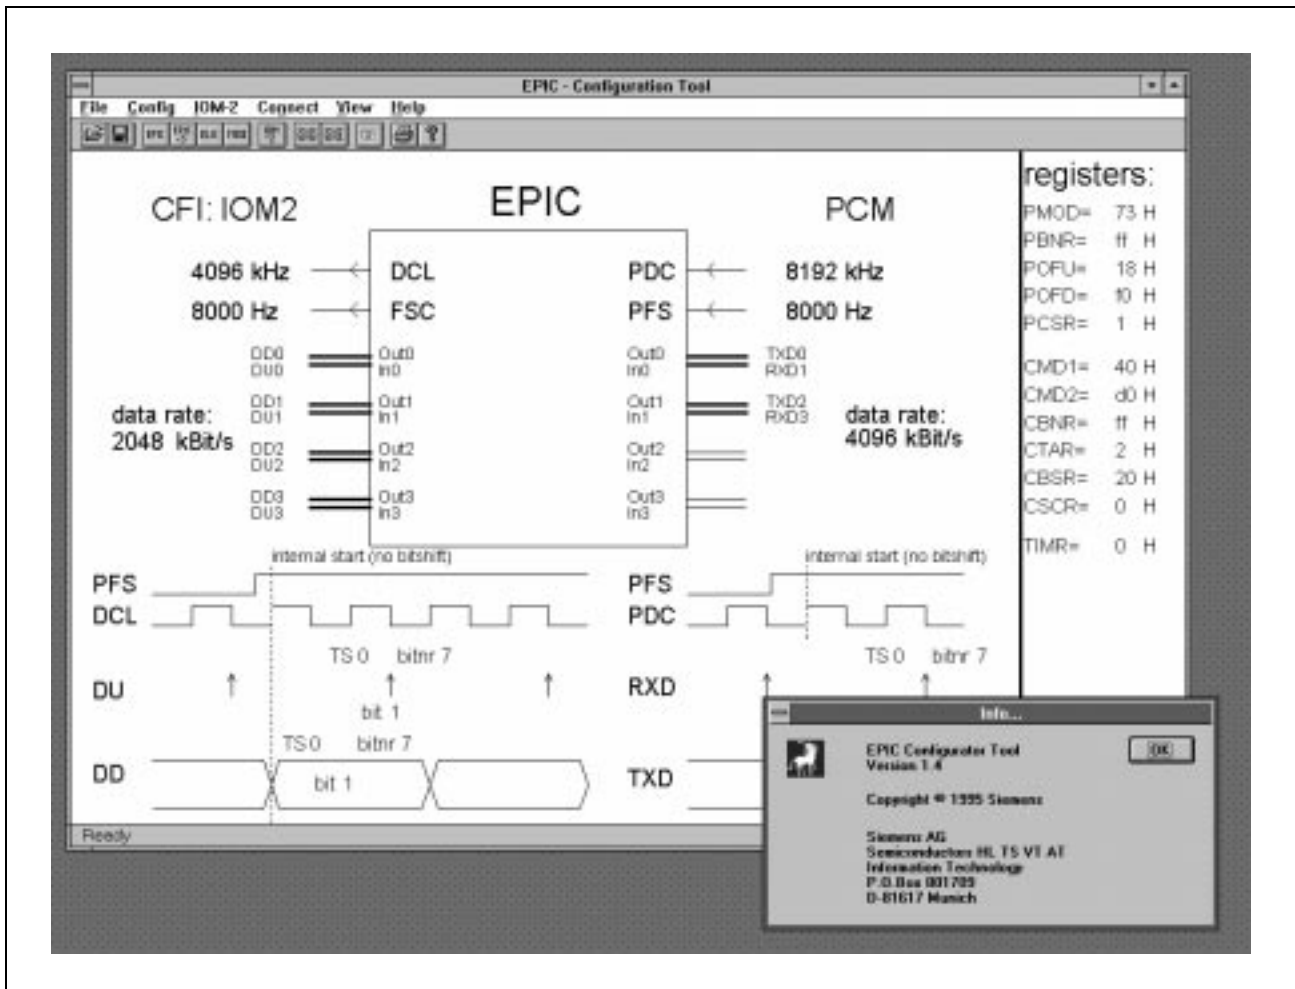 EPIC - Configuration Tool
File Config IOM-2 Connect View Help
CFI: IOM2
EPIC
PCM
4096 kHz
DCL
PDC
8192 kHz
8000 Hz
FSC
PFS
8000 Hz
DD0
DU0
Out0
In0
Out0
In0
TXD0
RXD1
data rate:
2048 kBit/s
DD1
DU1
Out1
In1
Out1
In1
TXD2
RXD3
data rate:
4096 kBit/s
DD2
DU2
Out2
In2
Out2
In2
DD3
DU3
Out3
In3
Out3
In3
registers:
PMOD= 73 H
PBNR= ff H
POFU= 18 H
POFD= f0 H
PCSR= 1 H
CMD1= 40 H
CMD2= d0 H
CBNR= ff H
CTAR= 2 H
CBSR= 20 H
CSCR= 0 H
TIMR= 0 H
internal start (no bitshift)
PFS
DCL
TS 0 bitnr 7
DU
bit 1
TS 0 bitnr 7
DD
bit 1
internal start (no bitshift)
PFS
PDC
TS 0 bitnr 7
RXD
TXD
Ready
Info...
EPIC Configurator Tool
Version 1.4
OK
Copyright © 1995 Siemens
Siemens AG
Semiconductors HL TS VT AT
Information Technology
P.O.Box 801709
D-81617 Munich